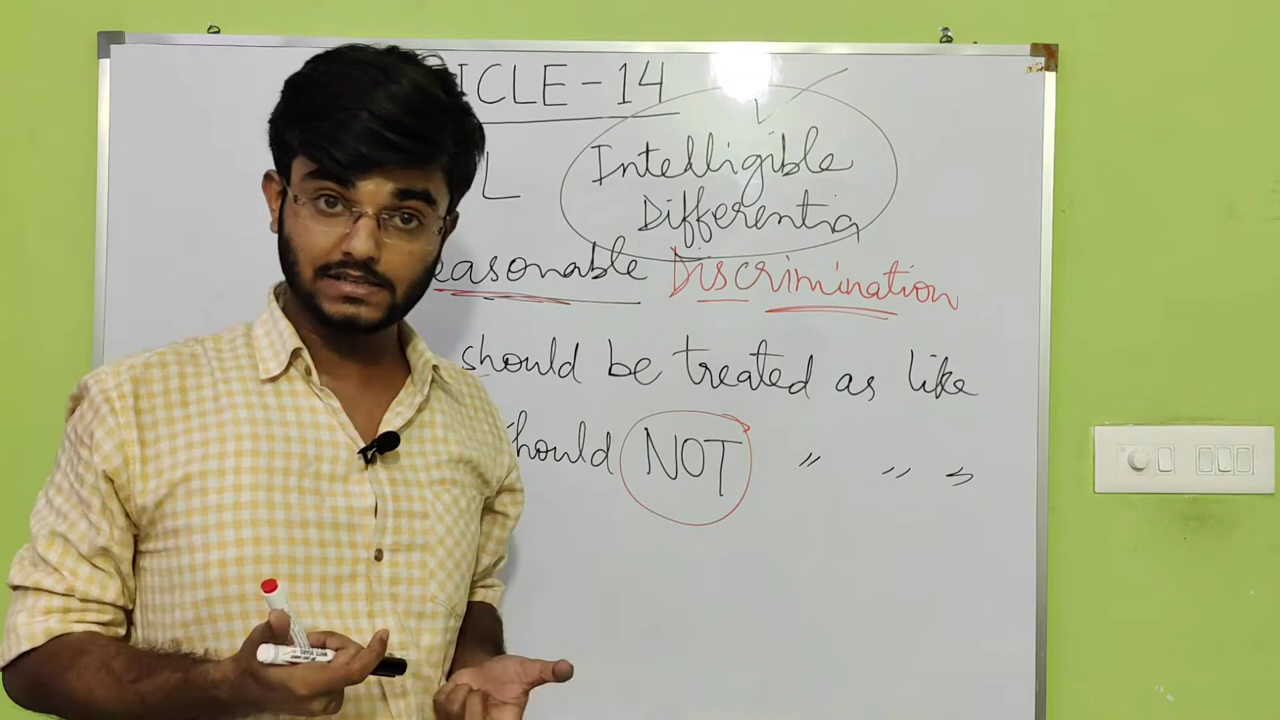 ICLE-14
L
Intelligible
Differentia
easonable Discrimination
should be treated as like
hould NOT " " "